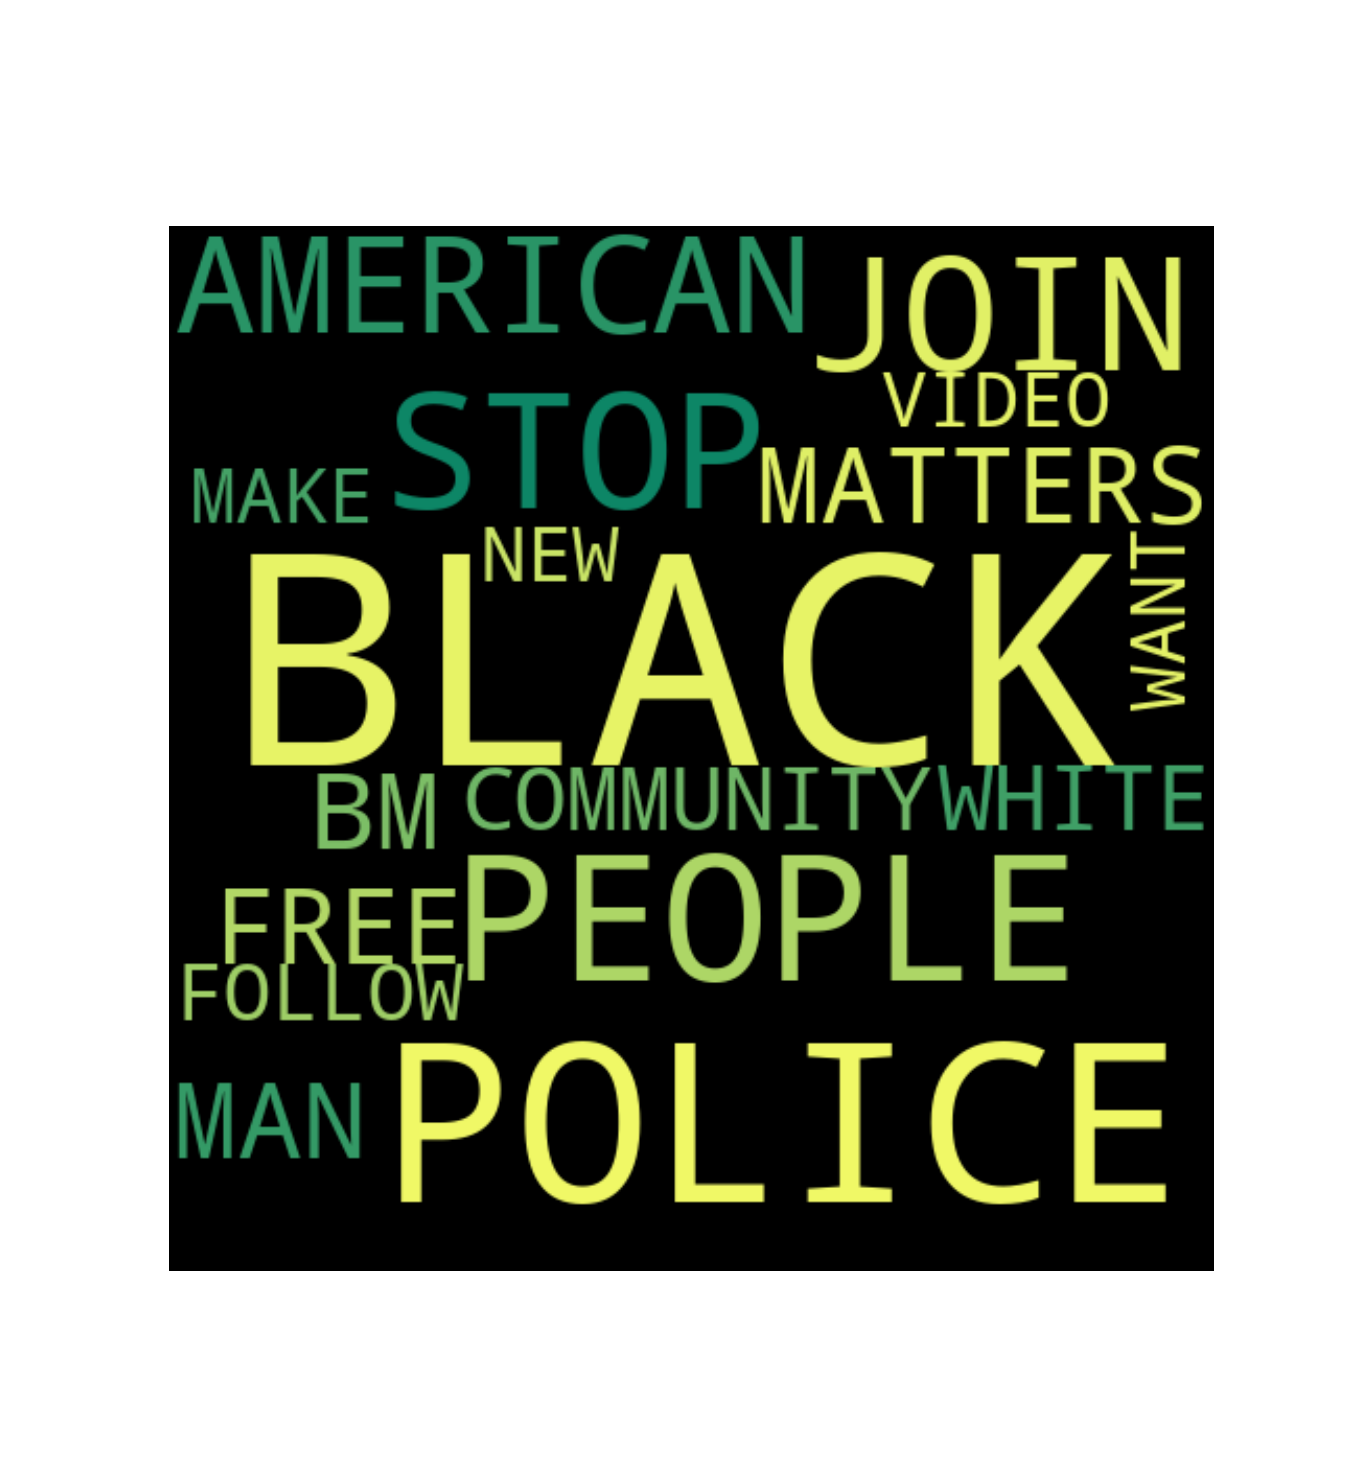 AMERICAN
JOIN
VIDEO
STOP
MATTERS
MAKE
NEW
WANT
BLACK
BM
COMMUNITY
WHITE
PEOPLE
FREE
FOLLOW
POLICE
MAN